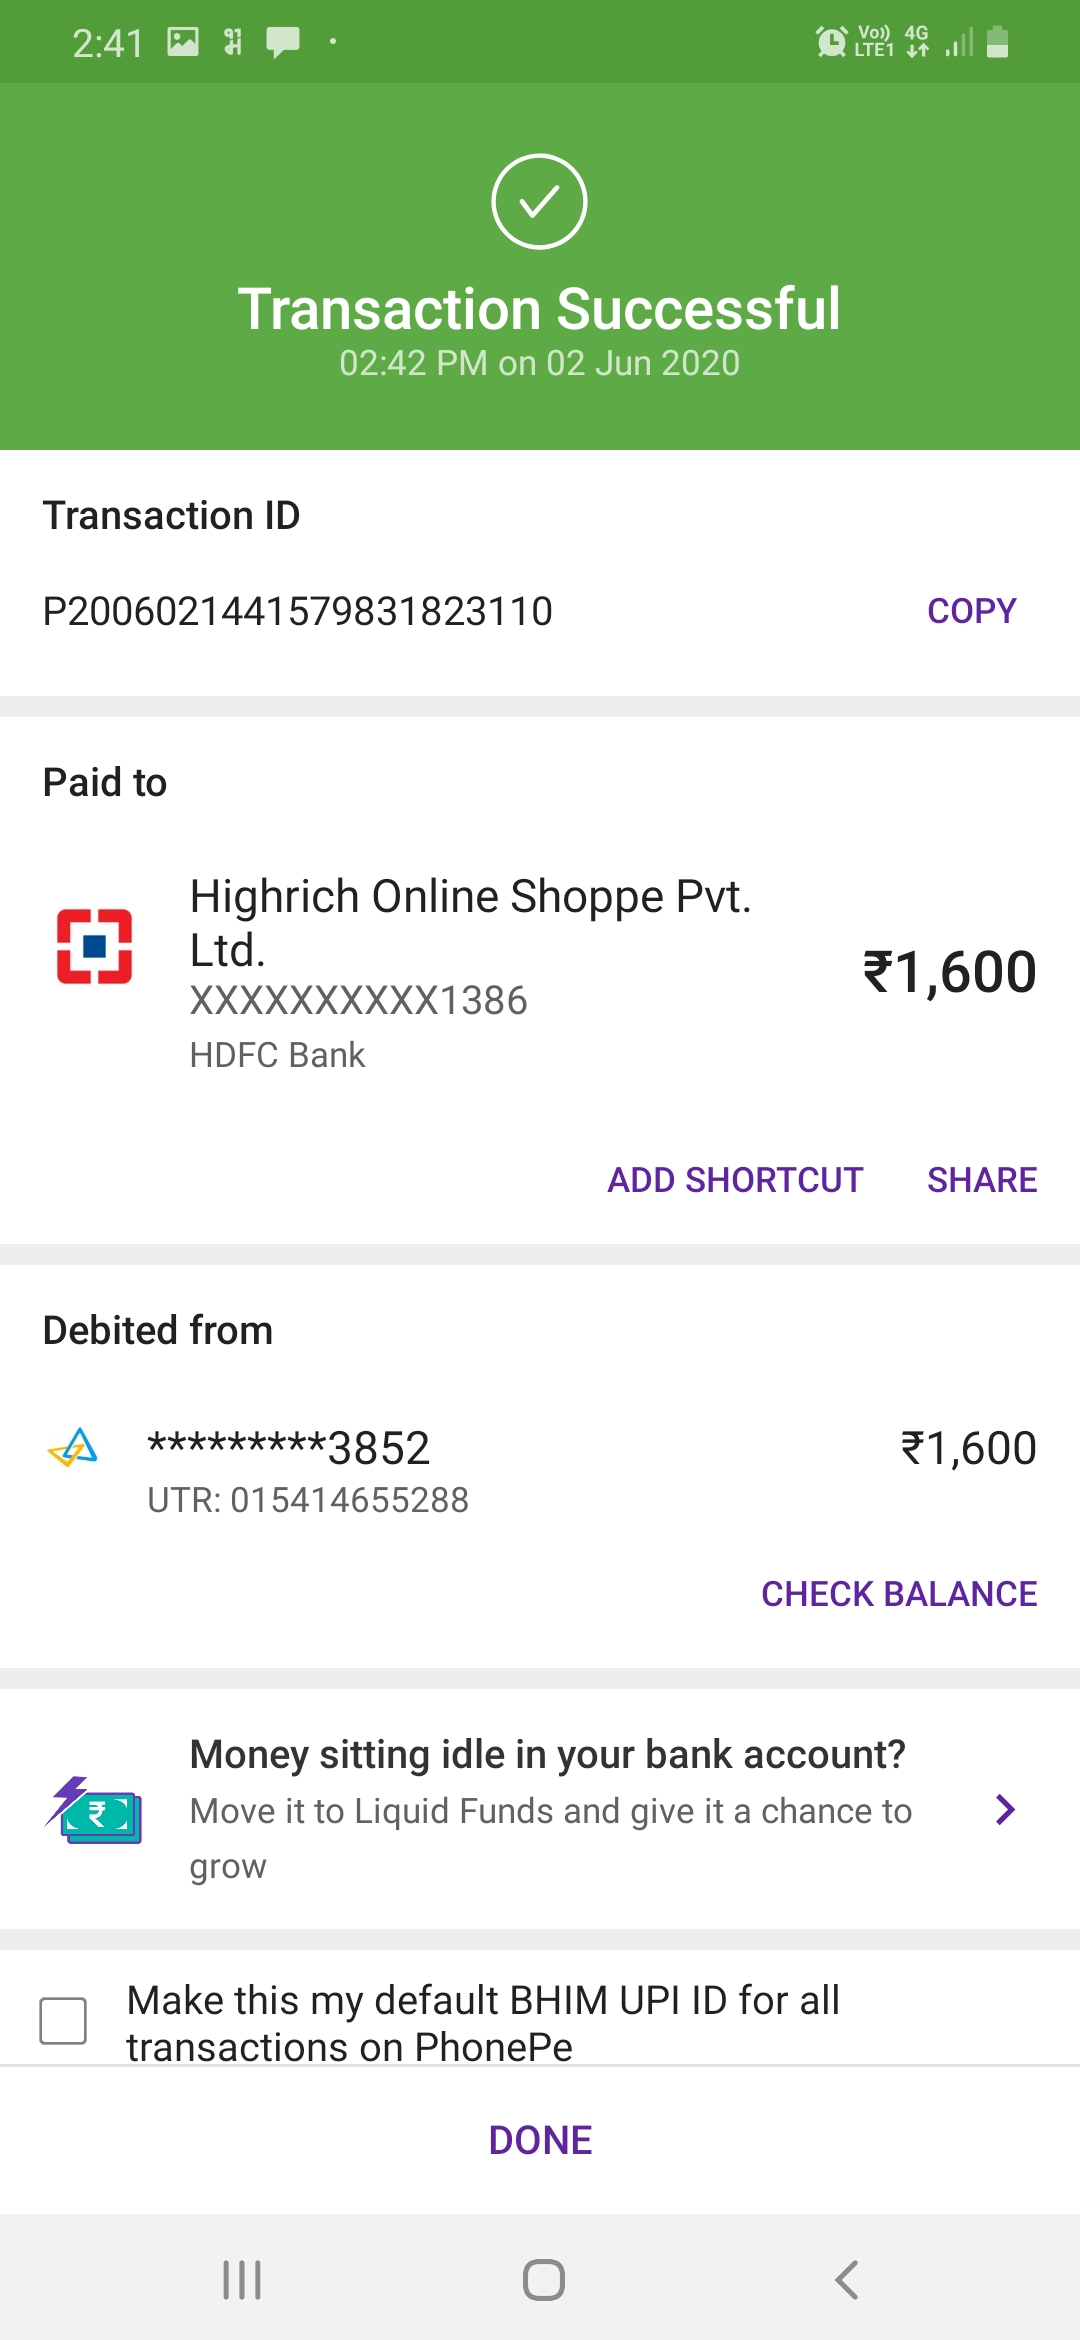 2:41
Vo)) 4G
LTE1
Transaction Successful
02:42 PM on 02 Jun 2020
Transaction ID
P2006021441579831823110 COPY
Paid to
Highrich Online Shoppe Pvt.
Ltd.
₹1,600
XXXXXXXXXX1386
HDFC Bank
ADD SHORTCUT SHARE
Debited from
*********3852 ₹1,600
UTR: 015414655288
CHECK BALANCE
Money sitting idle in your bank account?
Move it to Liquid Funds and give it a chance to
grow
Make this my default BHIM UPI ID for all
transactions on PhonePe
DONE